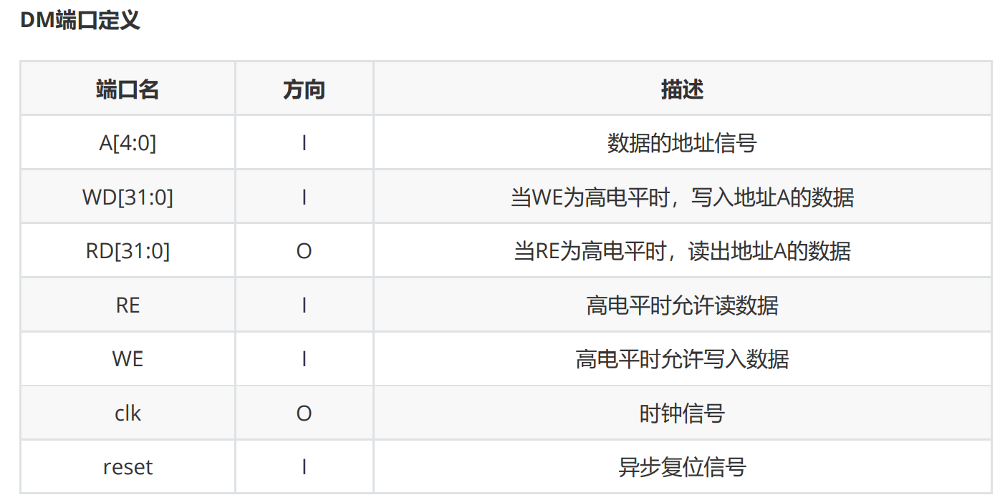 DM端口定义
端口名 方向 描述
A[4:0] I 数据的地址信号
WD[31:0] I 当WE为高电平时，写入地址A的数据
RD[31:0] O 当RE为高电平时，读出地址A的数据
RE I 高电平时允许读数据
WE I 高电平时允许写入数据
clk O 时钟信号
reset I 异步复位信号